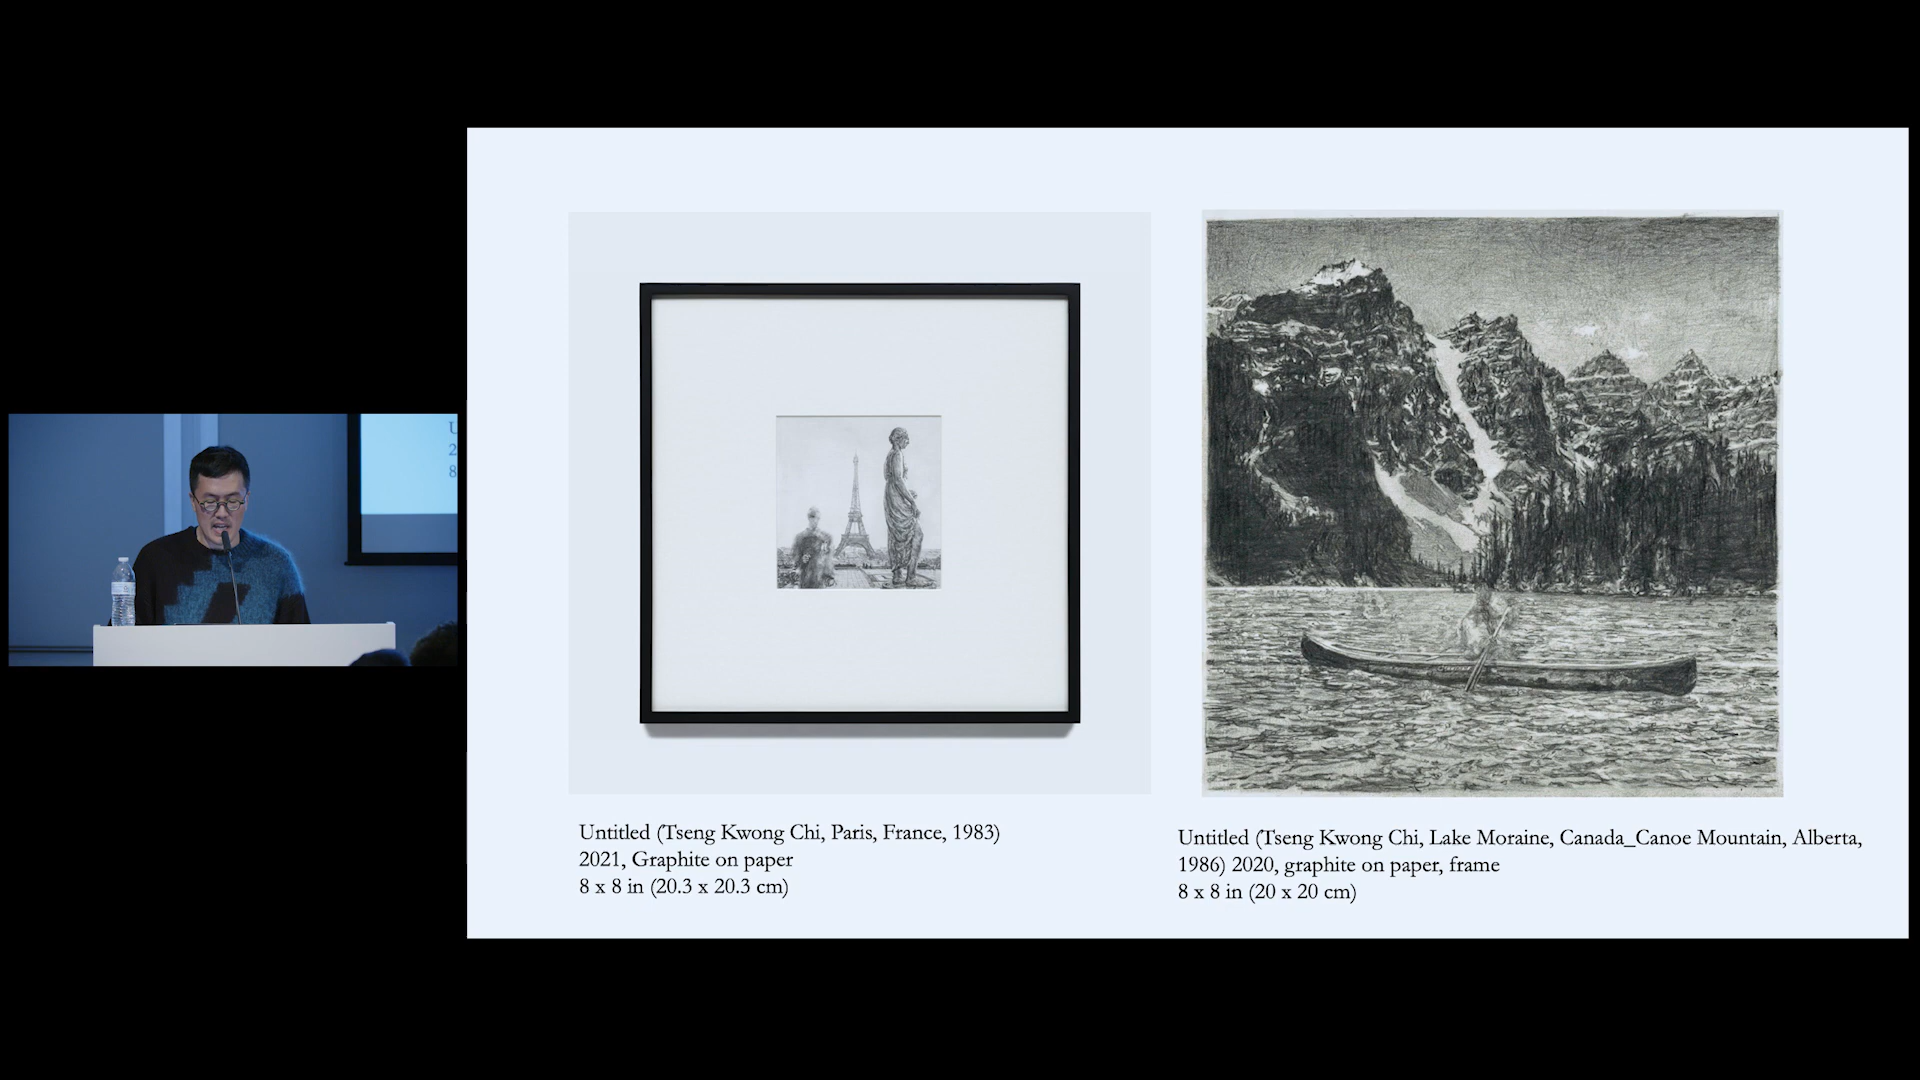 Untitled (Tseng Kwong Chi, Paris, France, 1983)
2021, Graphite on paper
8 x 8 in (20.3 x 20.3 cm)
Untitled (Tseng Kwong Chi, Lake Moraine, Canada_Canoe Mountain, Alberta,
1986) 2020, graphite on paper, frame
8 x 8 in (20 x 20 cm)
U
2
8